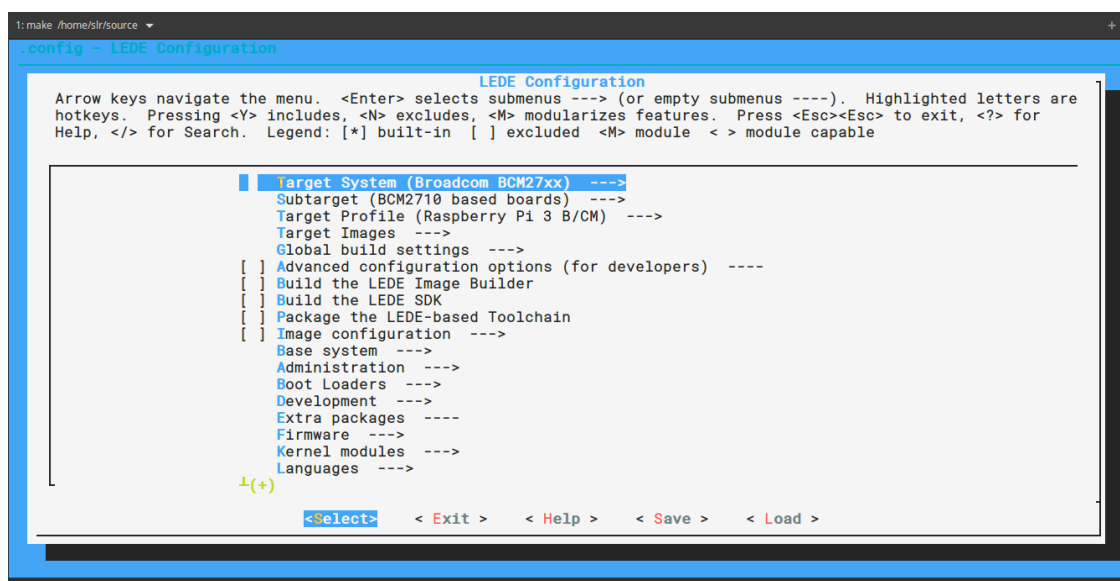 1: make /home/slr/source
+
.config - LEDE Configuration
LEDE Configuration
Arrow keys navigate the menu.  <Enter> selects submenus ---> (or empty submenus ----).  Highlighted letters are
hotkeys.  Pressing <Y> includes, <N> excludes, <M> modularizes features.  Press <Esc><Esc> to exit, <?> for
Help, </> for Search.  Legend: [*] built-in  [ ] excluded  <M> module  < > module capable
Target System (Broadcom BCM27xx)  --->
Subtarget (BCM2710 based boards)  --->
Target Profile (Raspberry Pi 3 B/CM)  --->
Target Images  --->
Global build settings  --->
[ ] Advanced configuration options (for developers)  ----
[ ] Build the LEDE Image Builder
[ ] Build the LEDE SDK
[ ] Package the LEDE-based Toolchain
[ ] Image configuration  --->
Base system  --->
Administration  --->
Boot Loaders  --->
Development  --->
Extra packages  ----
Firmware  --->
Kernel modules  --->
Languages  --->
┴(+)
<Select>    < Exit >    < Help >    < Save >    < Load >